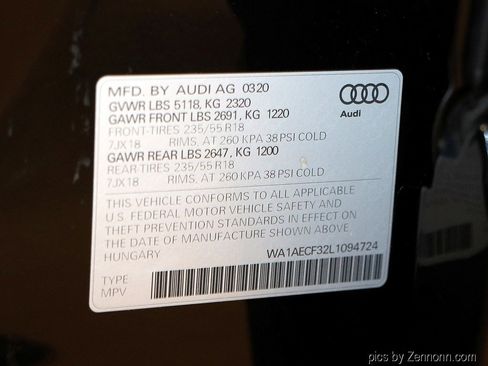 MFD. BY AUDI AG 0320
GVWR LBS 5118, KG 2320
GAWR FRONT LBS 2691, KG 1220
FRONT-TIRES 235/55 R18
7JX18 RIMS, AT 260 KPA 38 PSI COLD
GAWR REAR LBS 2647, KG 1200
REAR-TIRES 235/55 R18
7JX18 RIMS, AT 260 KPA 38 PSI COLD
Audi
THIS VEHICLE CONFORMS TO ALL APPLICABLE
U.S. FEDERAL MOTOR VEHICLE SAFETY AND
THEFT PREVENTION STANDARDS IN EFFECT ON
THE DATE OF MANUFACTURE SHOWN ABOVE.
HUNGARY WA1AECF32L1094724
TYPE
MPV
pics by Zennonn.com